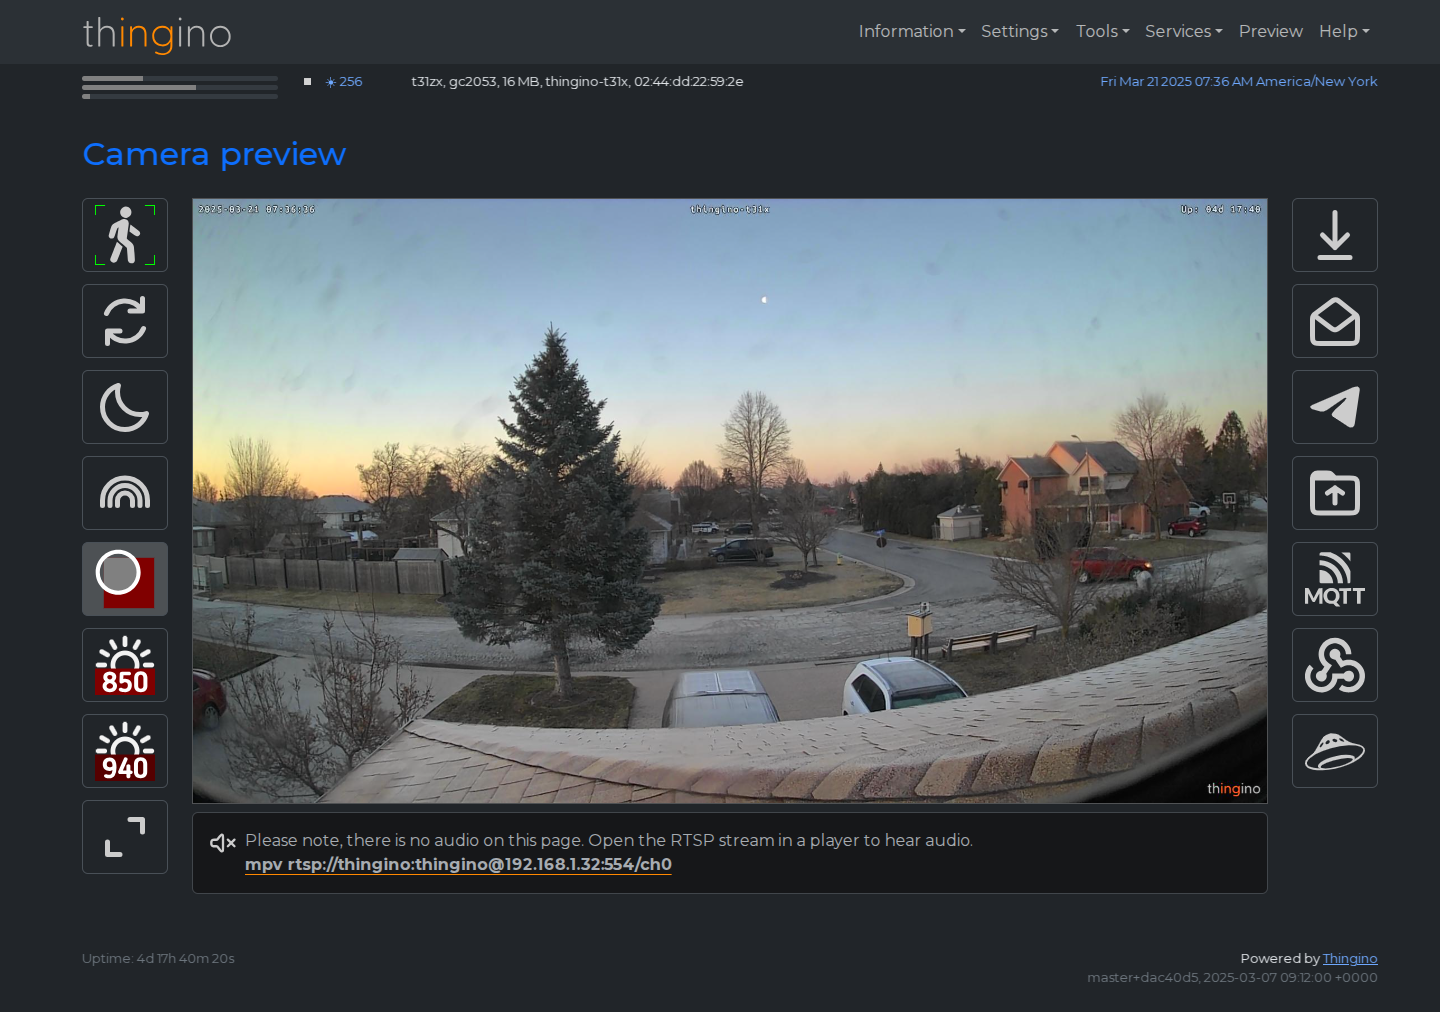 thingino
Information Settings Tools Services Preview Help
256 t31zx, gc2053, 16 MB, thingino-t31x, 02:44:dd:22:59:2e Fri Mar 21 2025 07:36 AM America/New York
Camera preview
2025-03-21 07:36:36 thingino-t31x Up: 04d 17:40
MQTT
850
940
thingino
Please note, there is no audio on this page. Open the RTSP stream in a player to hear audio.
mpv rtsp://thingino:thingino@192.168.1.32:554/ch0
Uptime: 4d 17h 40m 20s Powered by Thingino
master+dac40d5, 2025-03-07 09:12:00 +0000